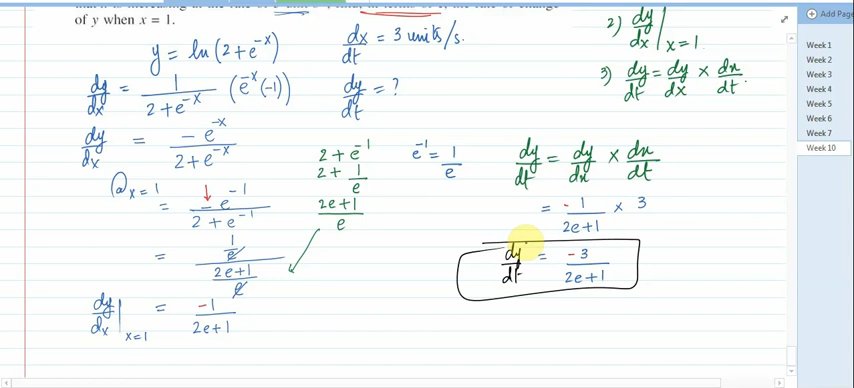 of y when x = 1.
y = ln(2+e^-x)
dx/dt = 3 units/s.
dy/dx = 1/(2+e^-x) (e^-x(-1))
dy/dt = ?
dy/dx = -e^-x/(2+e^-x)
@x=1
= -e^-1/(2+e^-1)
= (1/e)/((2e+1)/e)
dy/dx|x=1 = -1/(2e+1)
2+e^-1
2+1/e
(2e+1)/e
e^-1 = 1/e
2) dy/dx|x=1.
3) dy/dt = dy/dx × dx/dt.
dy/dt = dy/dx × dx/dt
= -1/(2e+1) × 3
dy/dt = -3/(2e+1)
Add Page
Week 1
Week 2
Week 3
Week 4
Week 5
Week 6
Week 7
Week 10